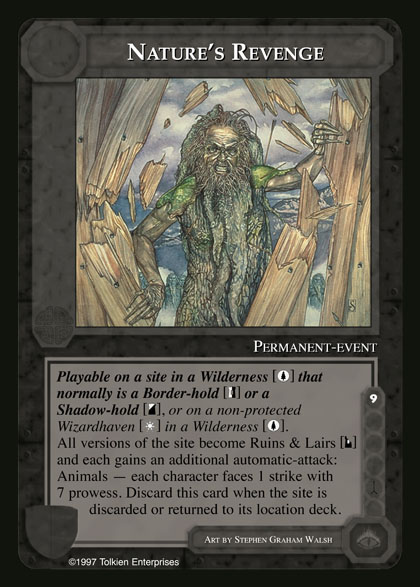 NATURE'S REVENGE
PERMANENT-EVENT
Playable on a site in a Wilderness [] that
normally is a Border-hold [] or a
Shadow-hold [], or on a non-protected
Wizardhaven [] in a Wilderness [].
All versions of the site become Ruins & Lairs []
and each gains an additional automatic-attack:
Animals — each character faces 1 strike with
7 prowess. Discard this card when the site is
discarded or returned to its location deck.
9
ART BY STEPHEN GRAHAM WALSH
©1997 Tolkien Enterprises